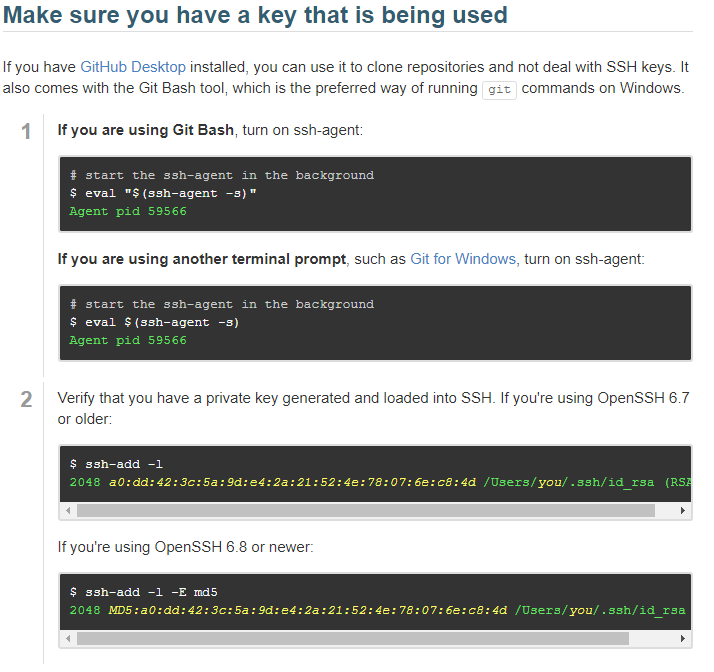 Make sure you have a key that is being used
If you have GitHub Desktop installed, you can use it to clone repositories and not deal with SSH keys. It
also comes with the Git Bash tool, which is the preferred way of running git commands on Windows.
1
If you are using Git Bash, turn on ssh-agent:
# start the ssh-agent in the background
$ eval "$(ssh-agent -s)"
Agent pid 59566
If you are using another terminal prompt, such as Git for Windows, turn on ssh-agent:
# start the ssh-agent in the background
$ eval $(ssh-agent -s)
Agent pid 59566
2
Verify that you have a private key generated and loaded into SSH. If you're using OpenSSH 6.7
or older:
$ ssh-add -l
2048 a0:dd:42:3c:5a:9d:e4:2a:21:52:4e:78:07:6e:c8:4d /Users/you/.ssh/id_rsa (RSA
If you're using OpenSSH 6.8 or newer:
$ ssh-add -l -E md5
2048 MD5:a0:dd:42:3c:5a:9d:e4:2a:21:52:4e:78:07:6e:c8:4d /Users/you/.ssh/id_rsa